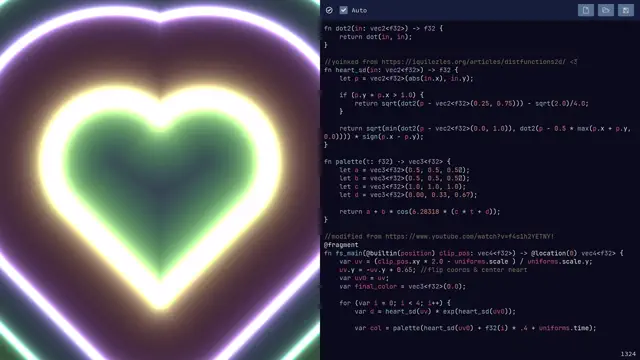 Auto
fn dot2(in: vec2<f32>) -> f32 {
return dot(in, in);
}
//yoinked from https://iquilezles.org/articles/distfunctions2d/ <3
fn heart_sd(in: vec2<f32>) -> f32 {
let p = vec2<f32>(abs(in.x), in.y);
if (p.y + p.x > 1.0) {
return sqrt(dot2(p - vec2<f32>(0.25, 0.75))) - sqrt(2.0)/4.0;
}
return sqrt(min(dot2(p - vec2<f32>(0.0, 1.0)), dot2(p - 0.5 * max(p.x + p.y,
0.0)))) * sign(p.x - p.y);
}
fn palette(t: f32) -> vec3<f32> {
let a = vec3<f32>(0.5, 0.5, 0.50);
let b = vec3<f32>(0.5, 0.5, 0.50);
let c = vec3<f32>(1.0, 1.0, 1.0);
let d = vec3<f32>(0.00, 0.33, 0.67);
return a + b * cos(6.28318 * (c * t + d));
}
//modified from
@fragment
fn fs_main(@builtin(position) clip_pos: vec4<f32>) -> @location(0) vec4<f32> {
var uv = (clip_pos.xy * 2.0 - uniforms.scale ) / uniforms.scale.y;
uv.y = -uv.y + 0.65; //flip coords & center heart
var uv0 = uv;
var final_color = vec3<f32>(0.0);
for (var i = 0; i < 4; i++) {
var d = heart_sd(uv) * exp(heart_sd(uv0));
var col = palette(heart_sd(uv0) + f32(i) * .4 + uniforms.time);
1324